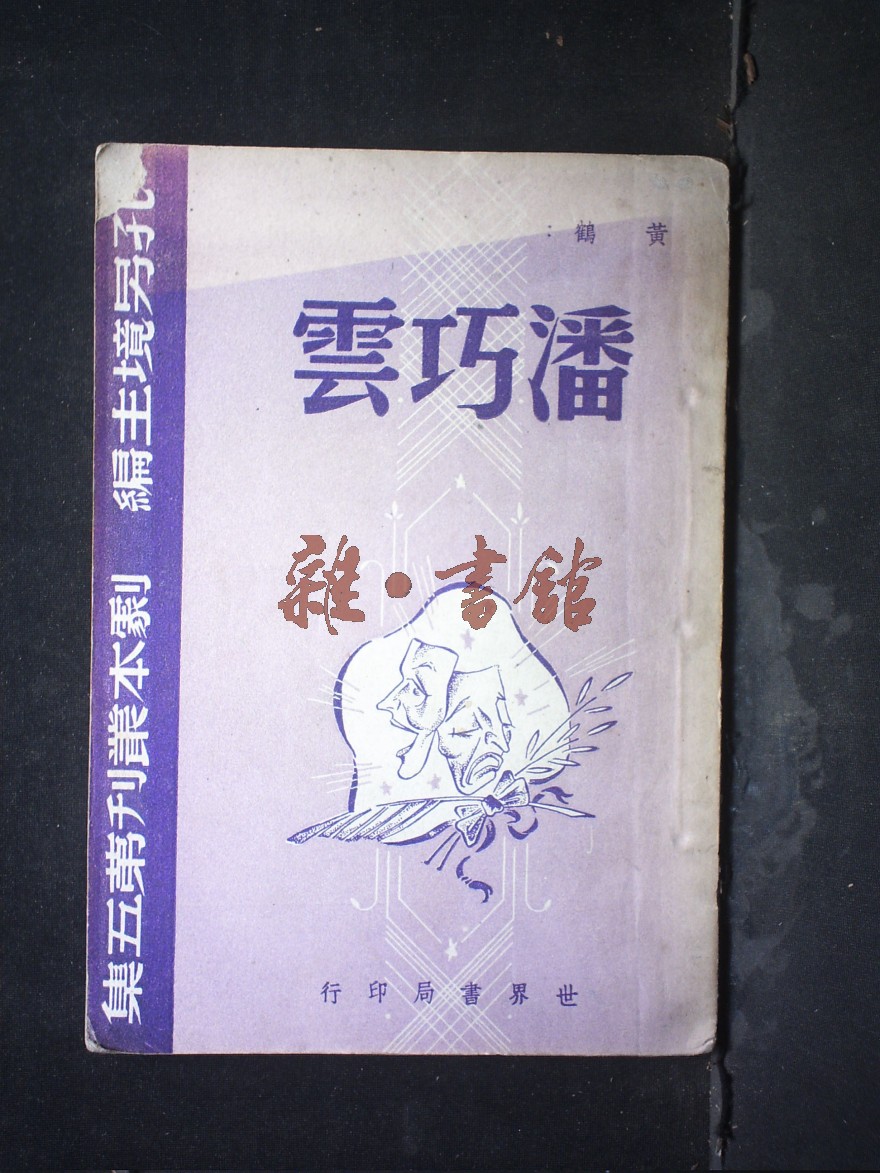 孔另境主編 劇本叢刊第五集
黃鶴:
潘巧雲
雜·書館
世界書局印行